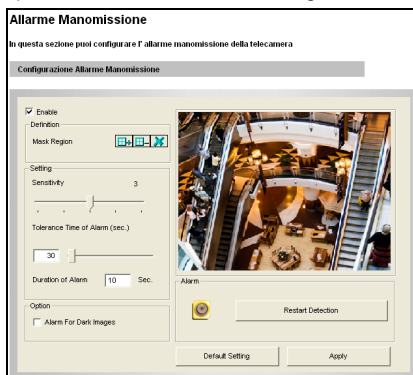 Allarme Manomissione
In questa sezione puoi configurare l' allarme manomissione della telecamera
Configurazione Allarme Manomissione
Enable
Definition
Mask Region
Setting
Sensitivity 3
Tolerance Time of Alarm (sec.)
30
Duration of Alarm 10 Sec.
Option
Alarm For Dark Images
Alarm
Restart Detection
Default Setting Apply